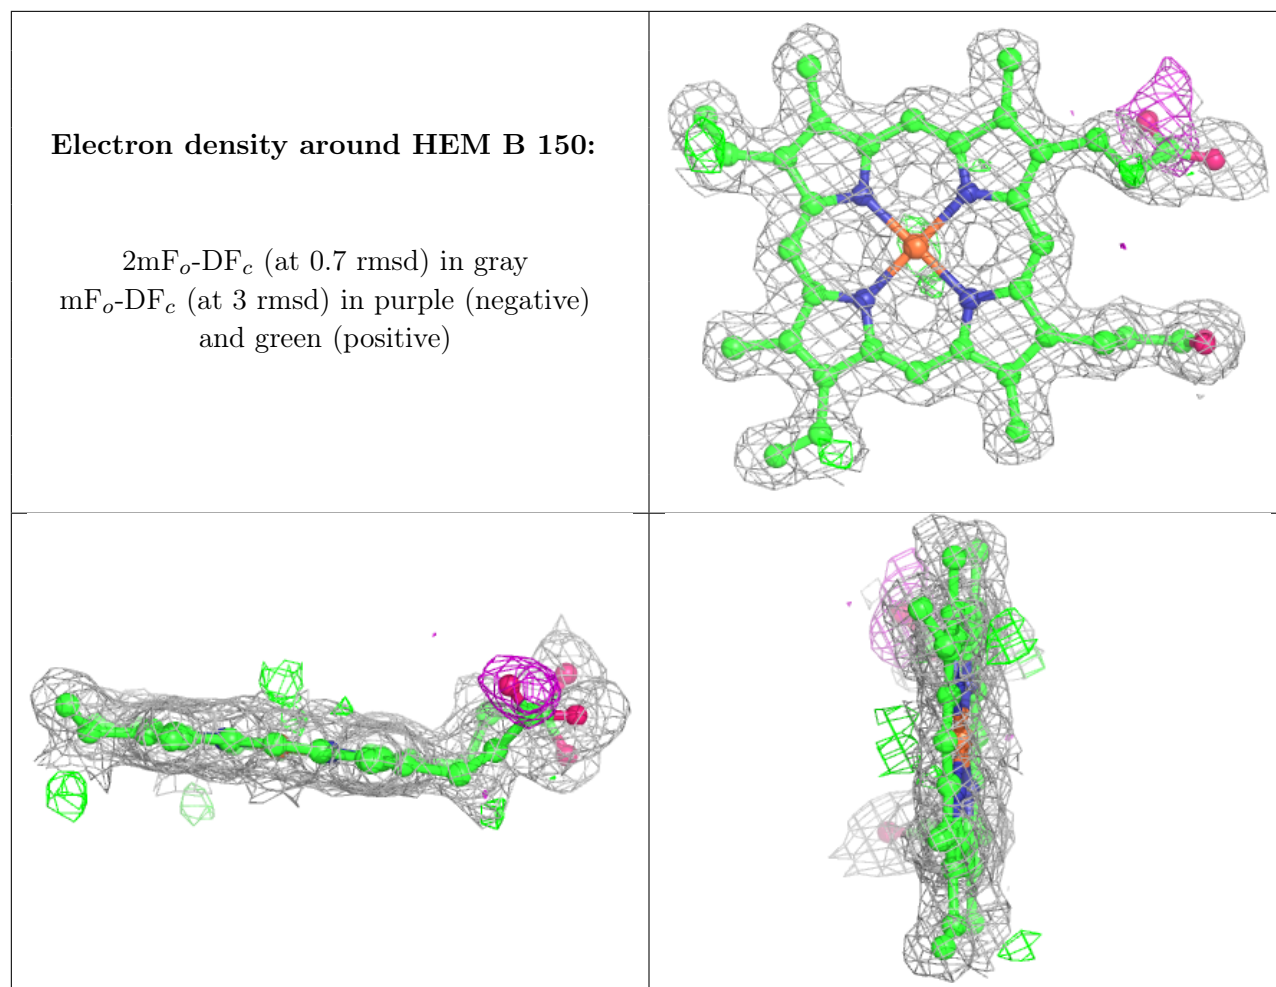 Electron density around HEM B 150:
2mFₒ-DF𝒸 (at 0.7 rmsd) in gray
mFₒ-DF𝒸 (at 3 rmsd) in purple (negative)
and green (positive)